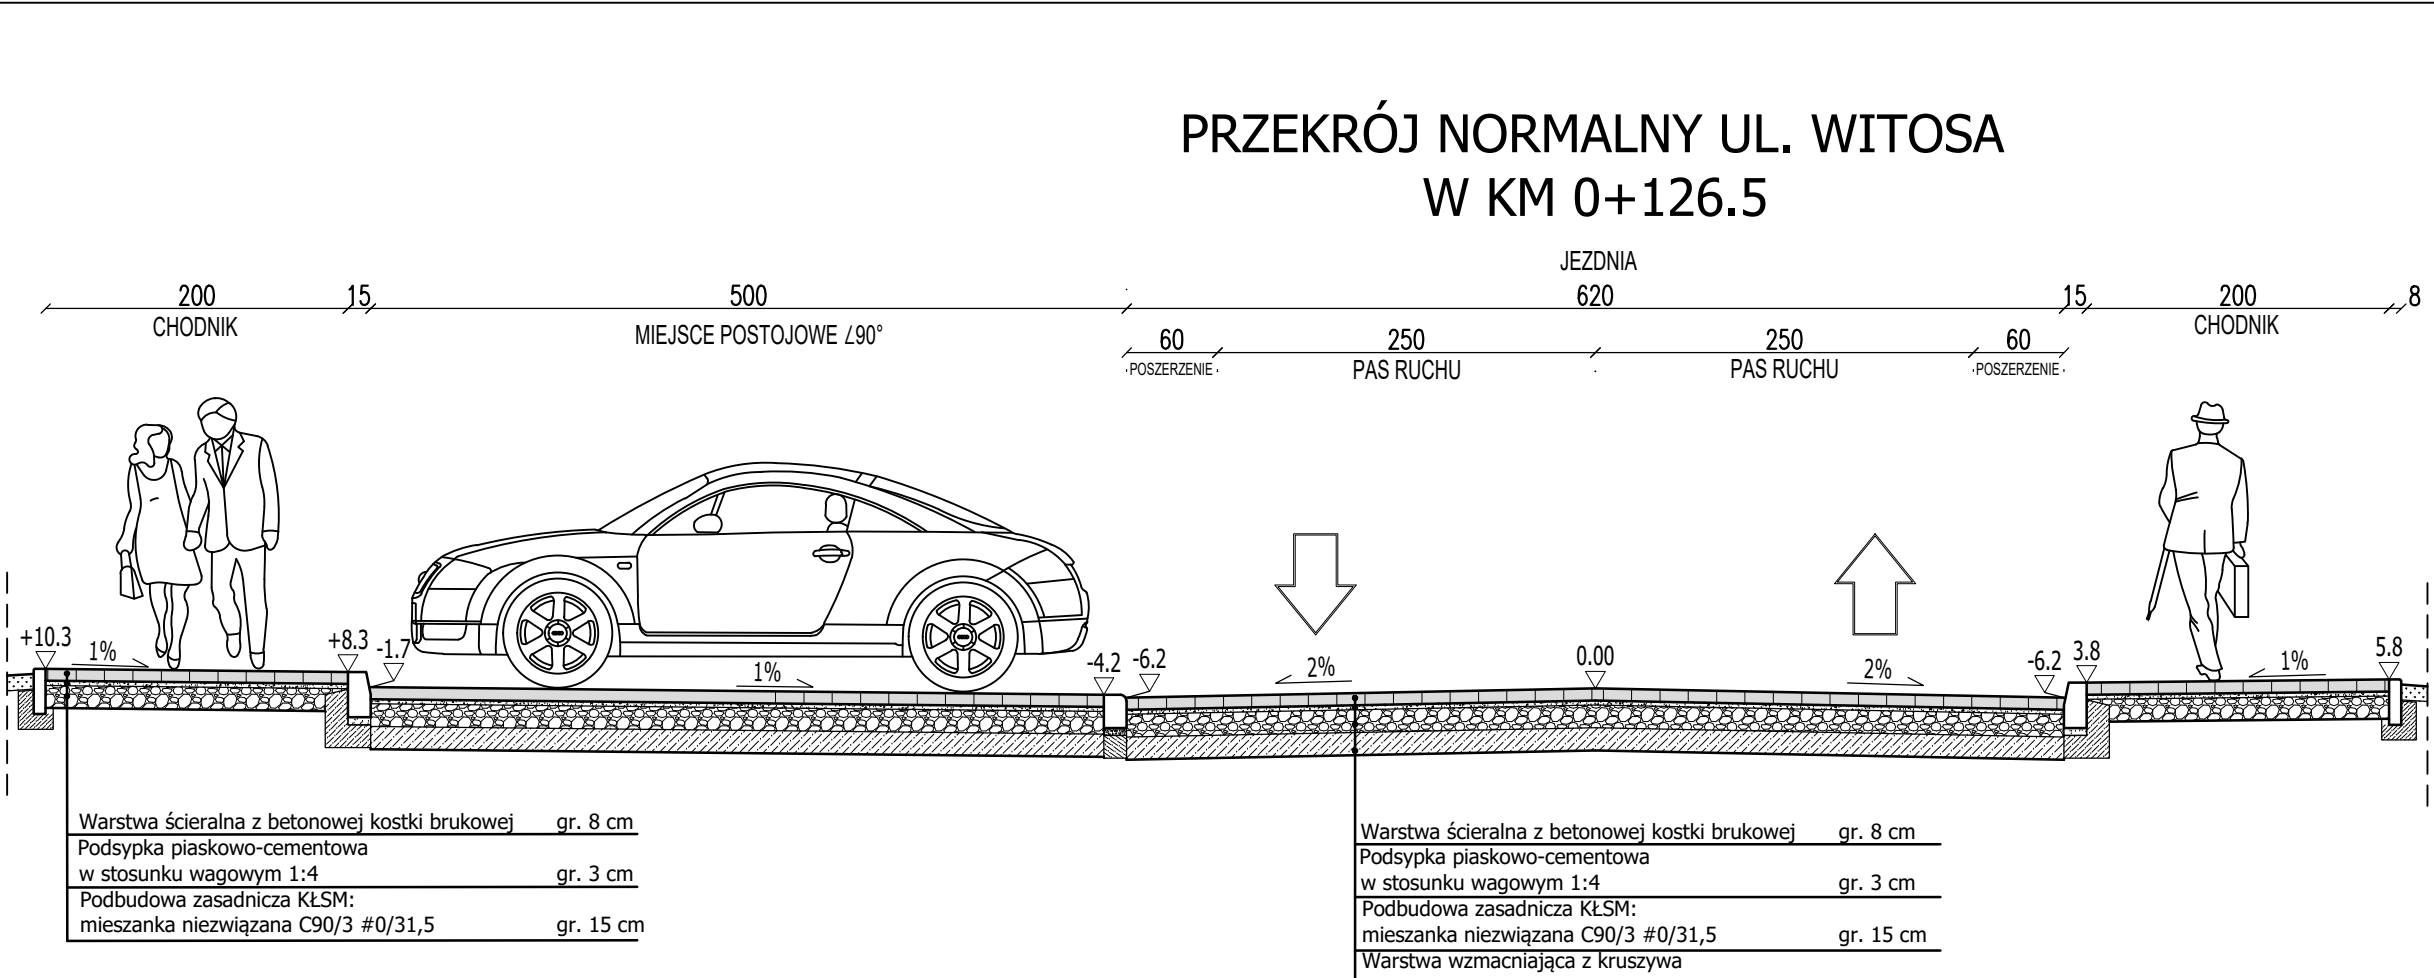 PRZEKRÓJ NORMALNY UL. WITOSA
W KM 0+126.5
JEZDNIA
200 15 500 620 15 200 8
CHODNIK MIEJSCE POSTOJOWE ∠90° CHODNIK
60 250 250 60
POSZERZENIE PAS RUCHU PAS RUCHU POSZERZENIE
+10.3 1% +8.3 -1.7 1% -4.2 -6.2 2% 0.00 2% -6.2 3.8 1% 5.8
Warstwa ścieralna z betonowej kostki brukowej gr. 8 cm
Podsypka piaskowo-cementowa
w stosunku wagowym 1:4 gr. 3 cm
Podbudowa zasadnicza KŁSM:
mieszanka niezwiązana C90/3 #0/31,5 gr. 15 cm
Warstwa ścieralna z betonowej kostki brukowej gr. 8 cm
Podsypka piaskowo-cementowa
w stosunku wagowym 1:4 gr. 3 cm
Podbudowa zasadnicza KŁSM:
mieszanka niezwiązana C90/3 #0/31,5 gr. 15 cm
Warstwa wzmacniająca z kruszywa